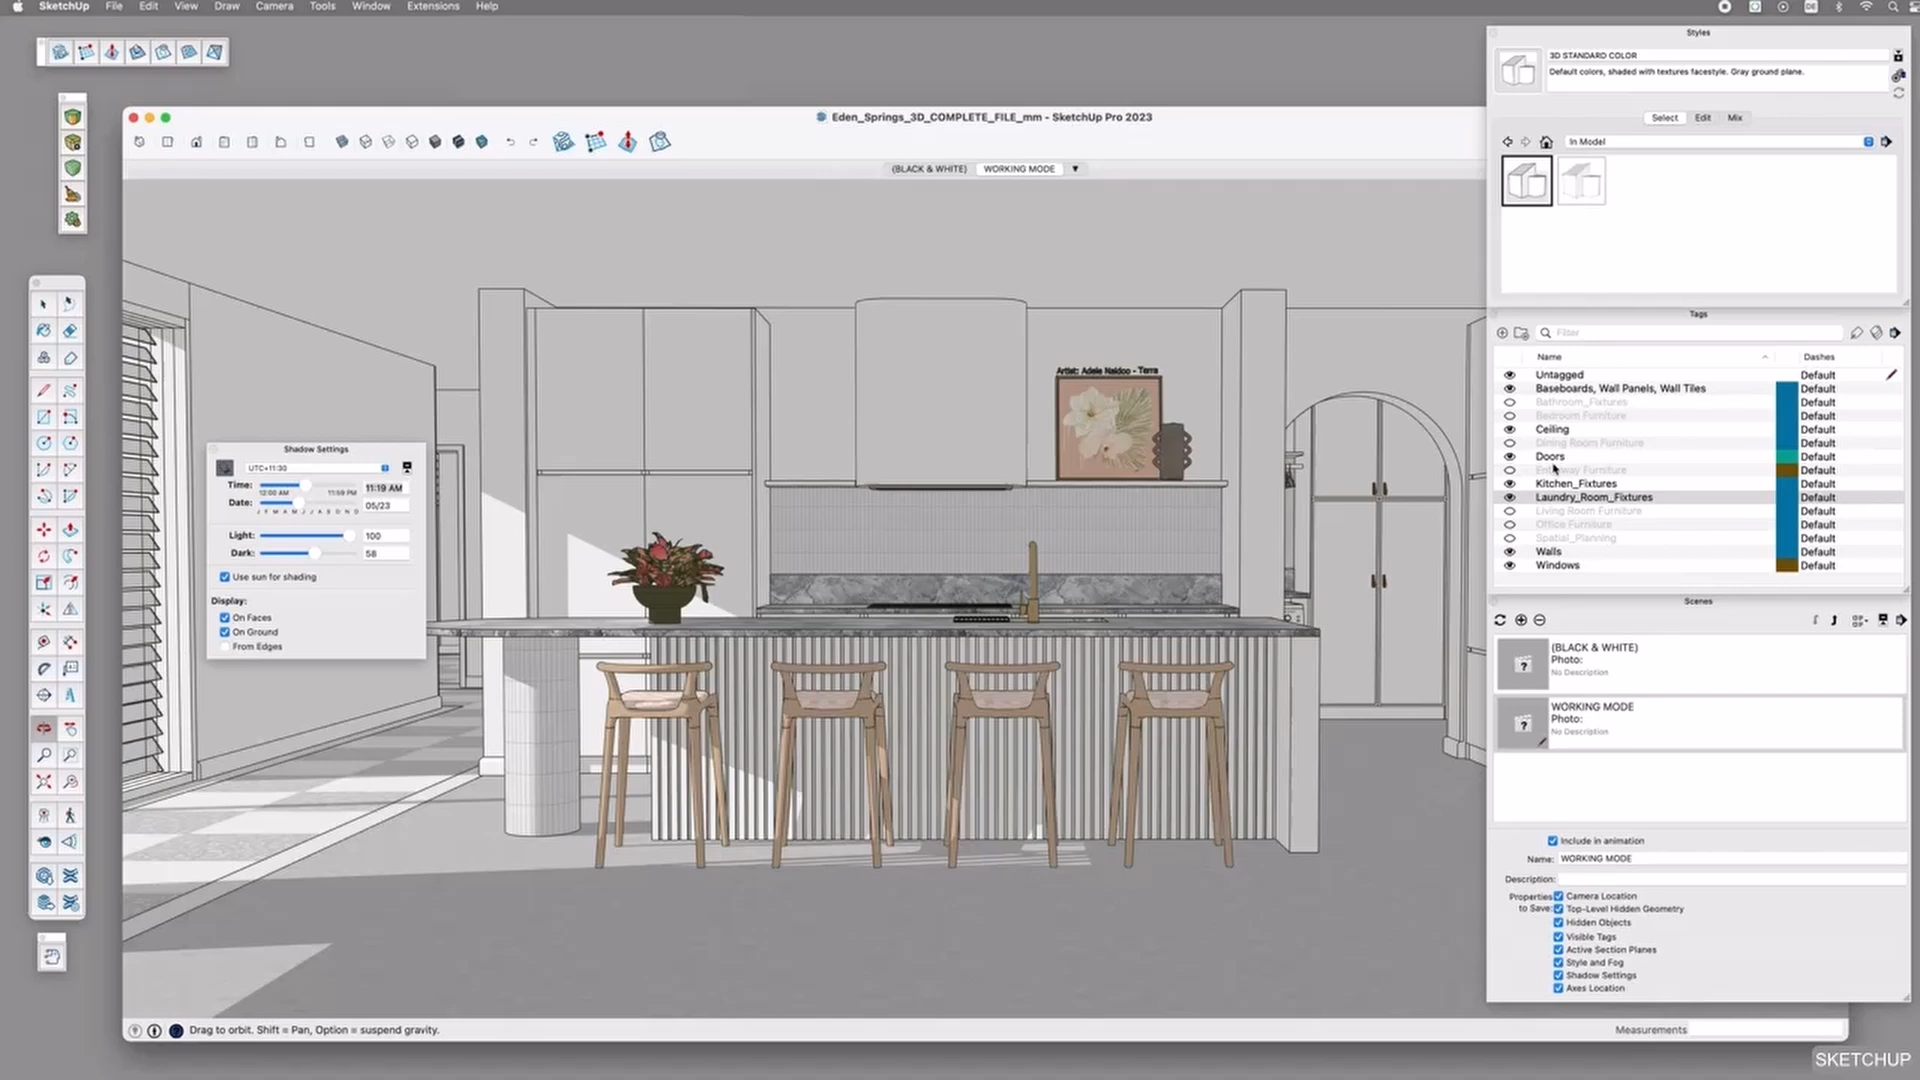 SketchUp File Edit View Draw Camera Tools Window Extensions Help
Eden_Springs_3D_COMPLETE_FILE_mm - SketchUp Pro 2023
(BLACK & WHITE) WORKING MODE
Artist: Adele Naidoo - Terra
Shadow Settings
UTC+11:30
Time: 11:19 AM
12:00 AM 11:59 PM
Date: 05/23
J F M A M J J A S O N D
Light: 100
Dark: 58
Use sun for shading
Display:
On Faces
On Ground
From Edges
Drag to orbit. Shift = Pan, Option = suspend gravity.
Measurements
Styles
3D STANDARD COLOR
Default colors, shaded with textures facestyle. Gray ground plane.
Select Edit Mix
In Model
Tags
Filter
Name Dashes
Untagged Default
Baseboards, Wall Panels, Wall Tiles Default
Bathroom_Fixtures Default
Bedroom Furniture Default
Ceiling Default
Dining Room Furniture Default
Doors Default
Entryway Furniture Default
Kitchen_Fixtures Default
Laundry_Room_Fixtures Default
Living Room Furniture Default
Office Furniture Default
Spatial_Planning Default
Walls Default
Windows Default
Scenes
(BLACK & WHITE)
Photo:
No Description
WORKING MODE
Photo:
No Description
Include in animation
Name: WORKING MODE
Description:
Properties to Save:
Camera Location
Top-Level Hidden Geometry
Hidden Objects
Visible Tags
Active Section Planes
Style and Fog
Shadow Settings
Axes Location
SKETCHUP